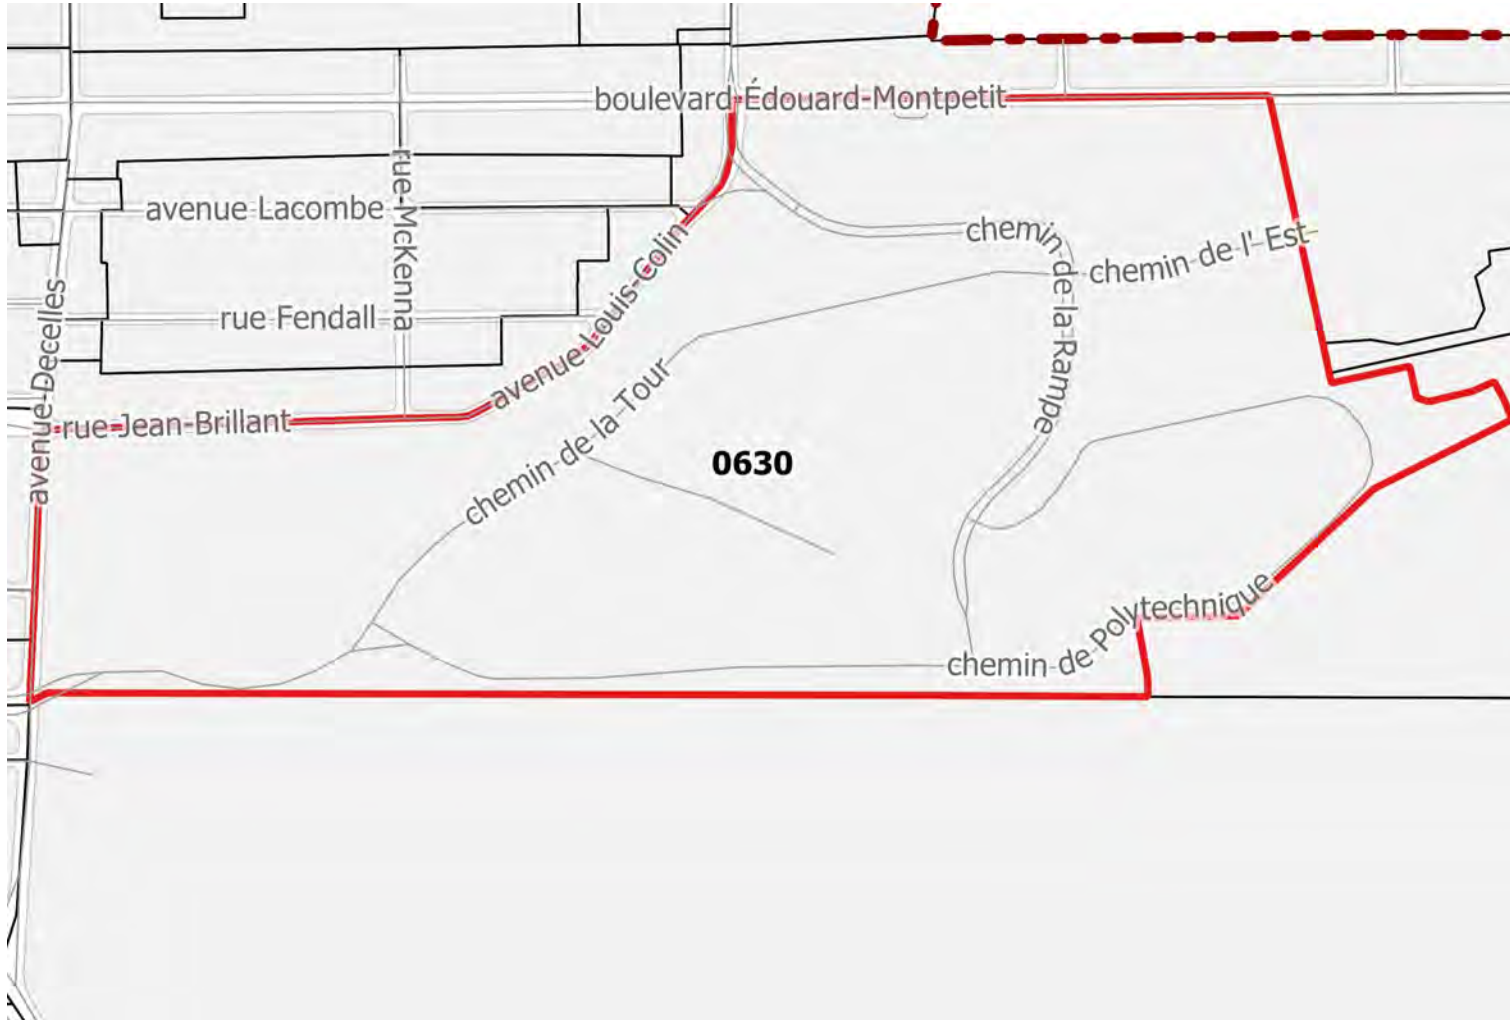 boulevard Édouard-Montpetit
rue McKenna
avenue Lacombe
chemin de la Rampe
chemin de l' Est
avenue Louis-Colin
avenue Decelles
rue Fendall
chemin de la Tour
rue Jean-Brillant
0630
chemin de Polytechnique